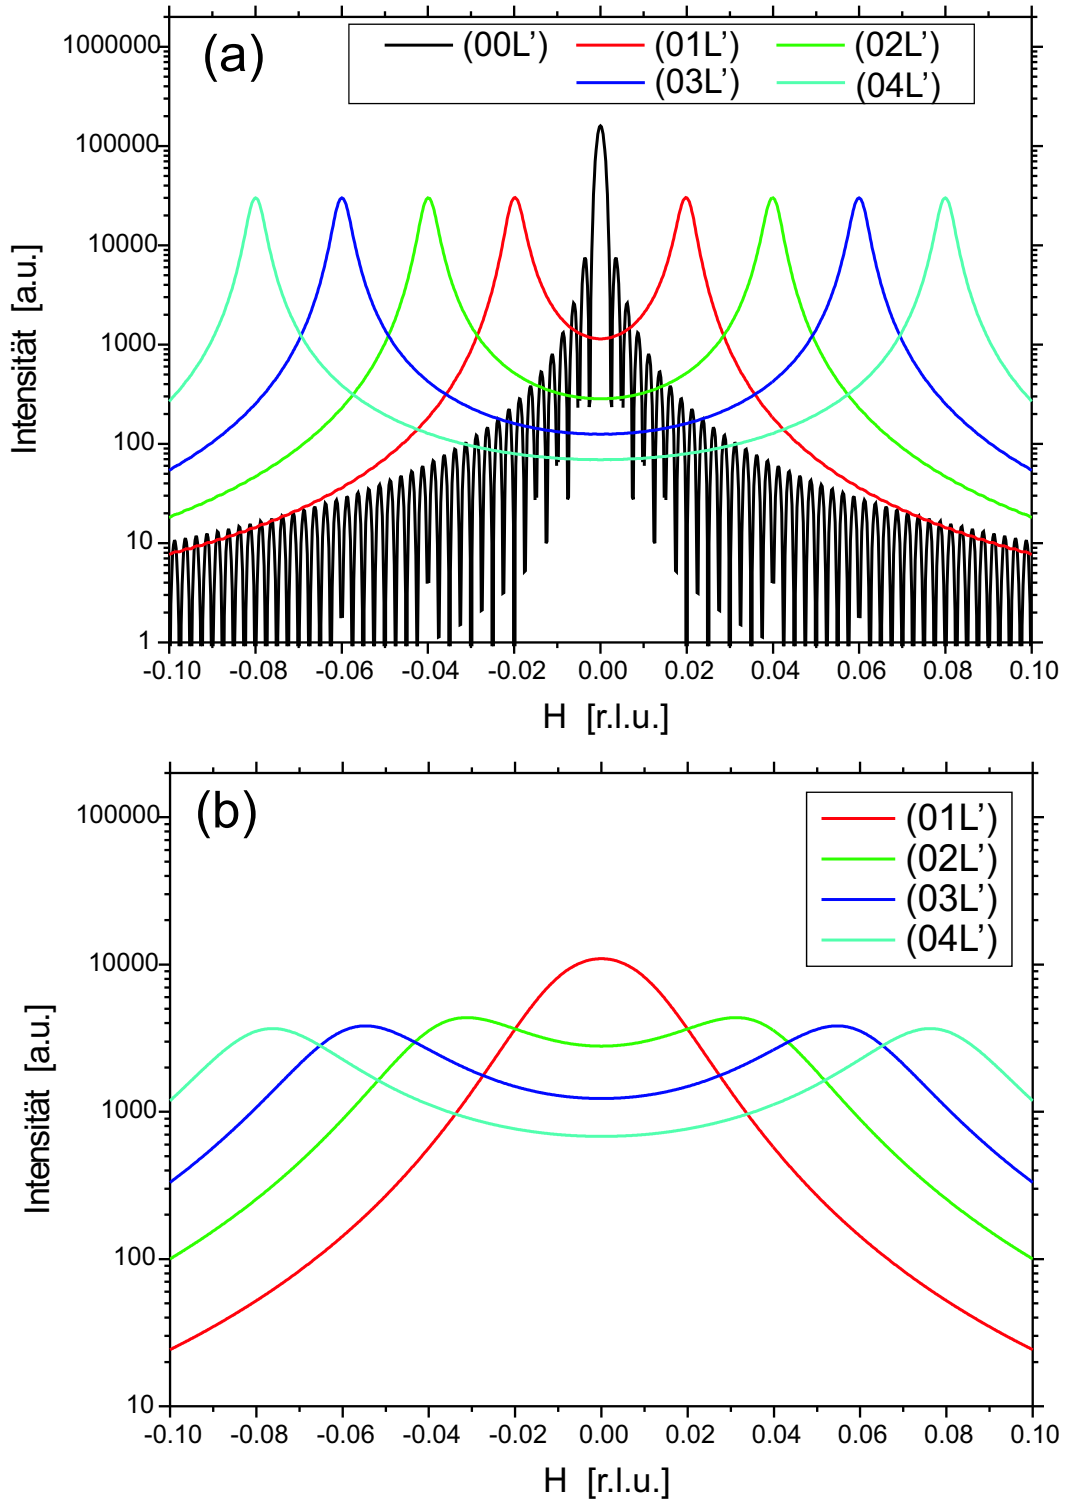 (a)
(00L’) (01L’) (02L’)
(03L’) (04L’)
1000000
100000
10000
1000
100
10
1
Intensität [a.u.]
-0.10 -0.08 -0.06 -0.04 -0.02 0.00 0.02 0.04 0.06 0.08 0.10
H [r.l.u.]
(b)
(01L’)
(02L’)
(03L’)
(04L’)
100000
10000
1000
100
10
Intensität [a.u.]
-0.10 -0.08 -0.06 -0.04 -0.02 0.00 0.02 0.04 0.06 0.08 0.10
H [r.l.u.]